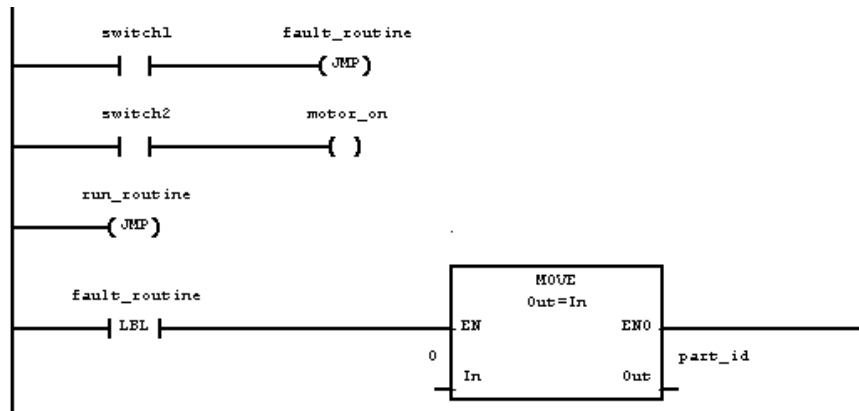 switch1 fault_routine
JMP
switch2 motor_on
( )
run_routine
JMP
MOVE
Out=In
fault_routine
LBL EN ENO
0 part_id
In Out